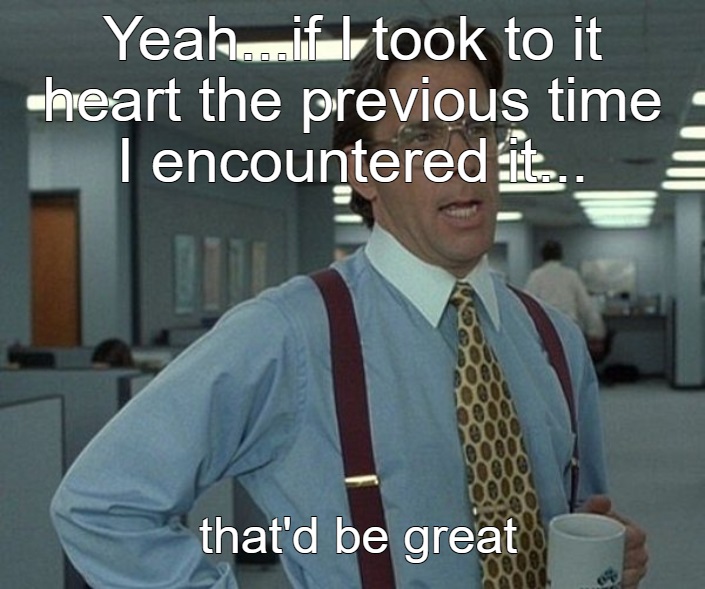 Yeah...if I took to it
heart the previous time
I encountered it...
that'd be great